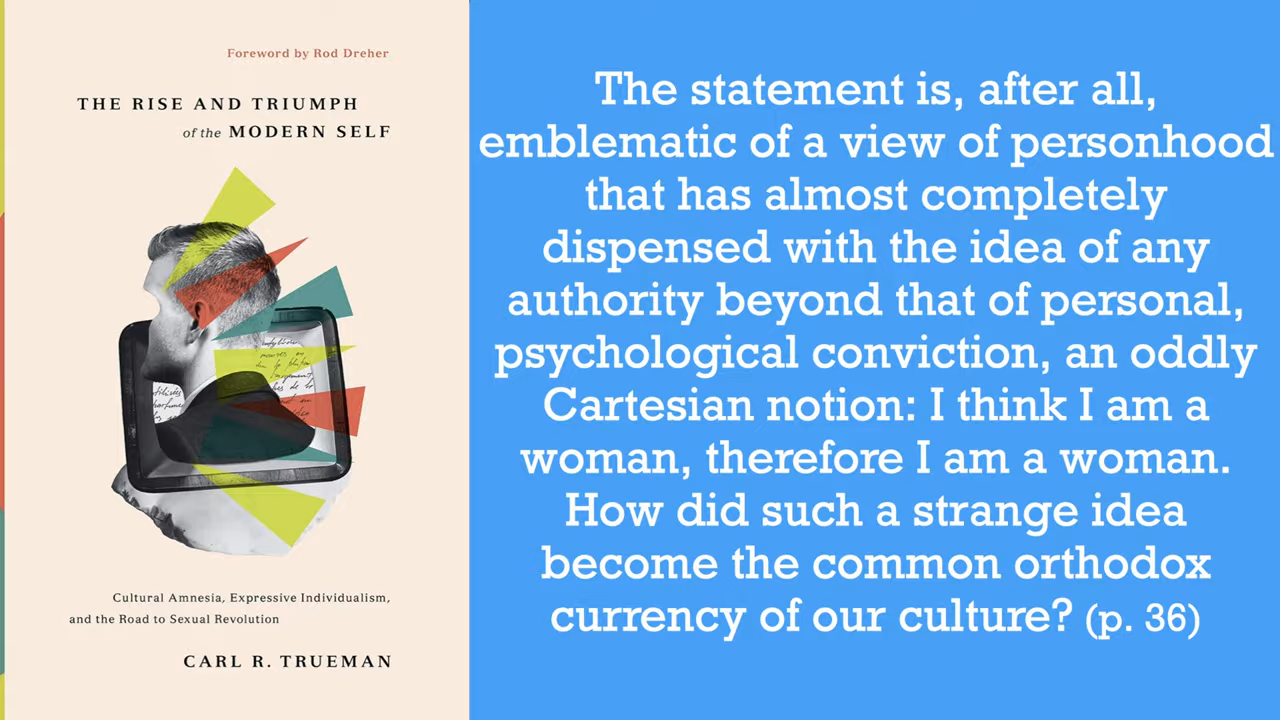 Foreword by Rod Dreher
THE RISE AND TRIUMPH
of the MODERN SELF
Cultural Amnesia, Expressive Individualism,
and the Road to Sexual Revolution
CARL R. TRUEMAN
The statement is, after all,
emblematic of a view of personhood
that has almost completely
dispensed with the idea of any
authority beyond that of personal,
psychological conviction, an oddly
Cartesian notion: I think I am a
woman, therefore I am a woman.
How did such a strange idea
become the common orthodox
currency of our culture? (p. 36)